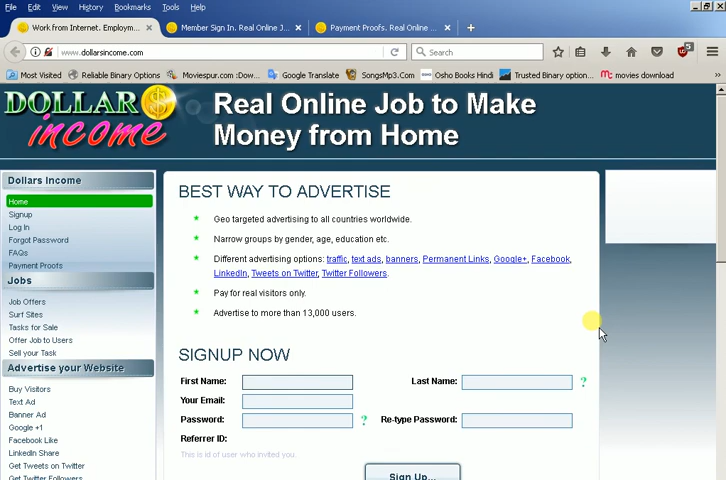 File Edit View History Bookmarks Tools Help
Work from Internet. Employm...
Member Sign In. Real Online J...
Payment Proofs. Real Online ...
www.dollarsincome.com
Search
5
Most Visited
Reliable Binary Options
Moviespur.com :Dow...
Google Translate
SongsMp3.Com
Osho Books Hindi
Trusted Binary option...
movies download
DOLLAR$
income
Real Online Job to Make
Money from Home
Dollars Income
Home
Signup
Log In
Forgot Password
FAQs
Payment Proofs
Jobs
Job Offers
Surf Sites
Tasks for Sale
Offer Job to Users
Sell your Task
Advertise your Website
Buy Visitors
Text Ad
Banner Ad
Google +1
Facebook Like
LinkedIn Share
Get Tweets on Twitter
Get Twitter Followers
BEST WAY TO ADVERTISE
Geo targeted advertising to all countries worldwide.
Narrow groups by gender, age, education etc.
Different advertising options: traffic, text ads, banners, Permanent Links, Google+, Facebook,
LinkedIn, Tweets on Twitter, Twitter Followers.
Pay for real visitors only.
Advertise to more than 13,000 users.
SIGNUP NOW
First Name:
Last Name:
?
Your Email:
Password:
?
Re-type Password:
Referrer ID:
This is id of user who invited you.
Sign Up...